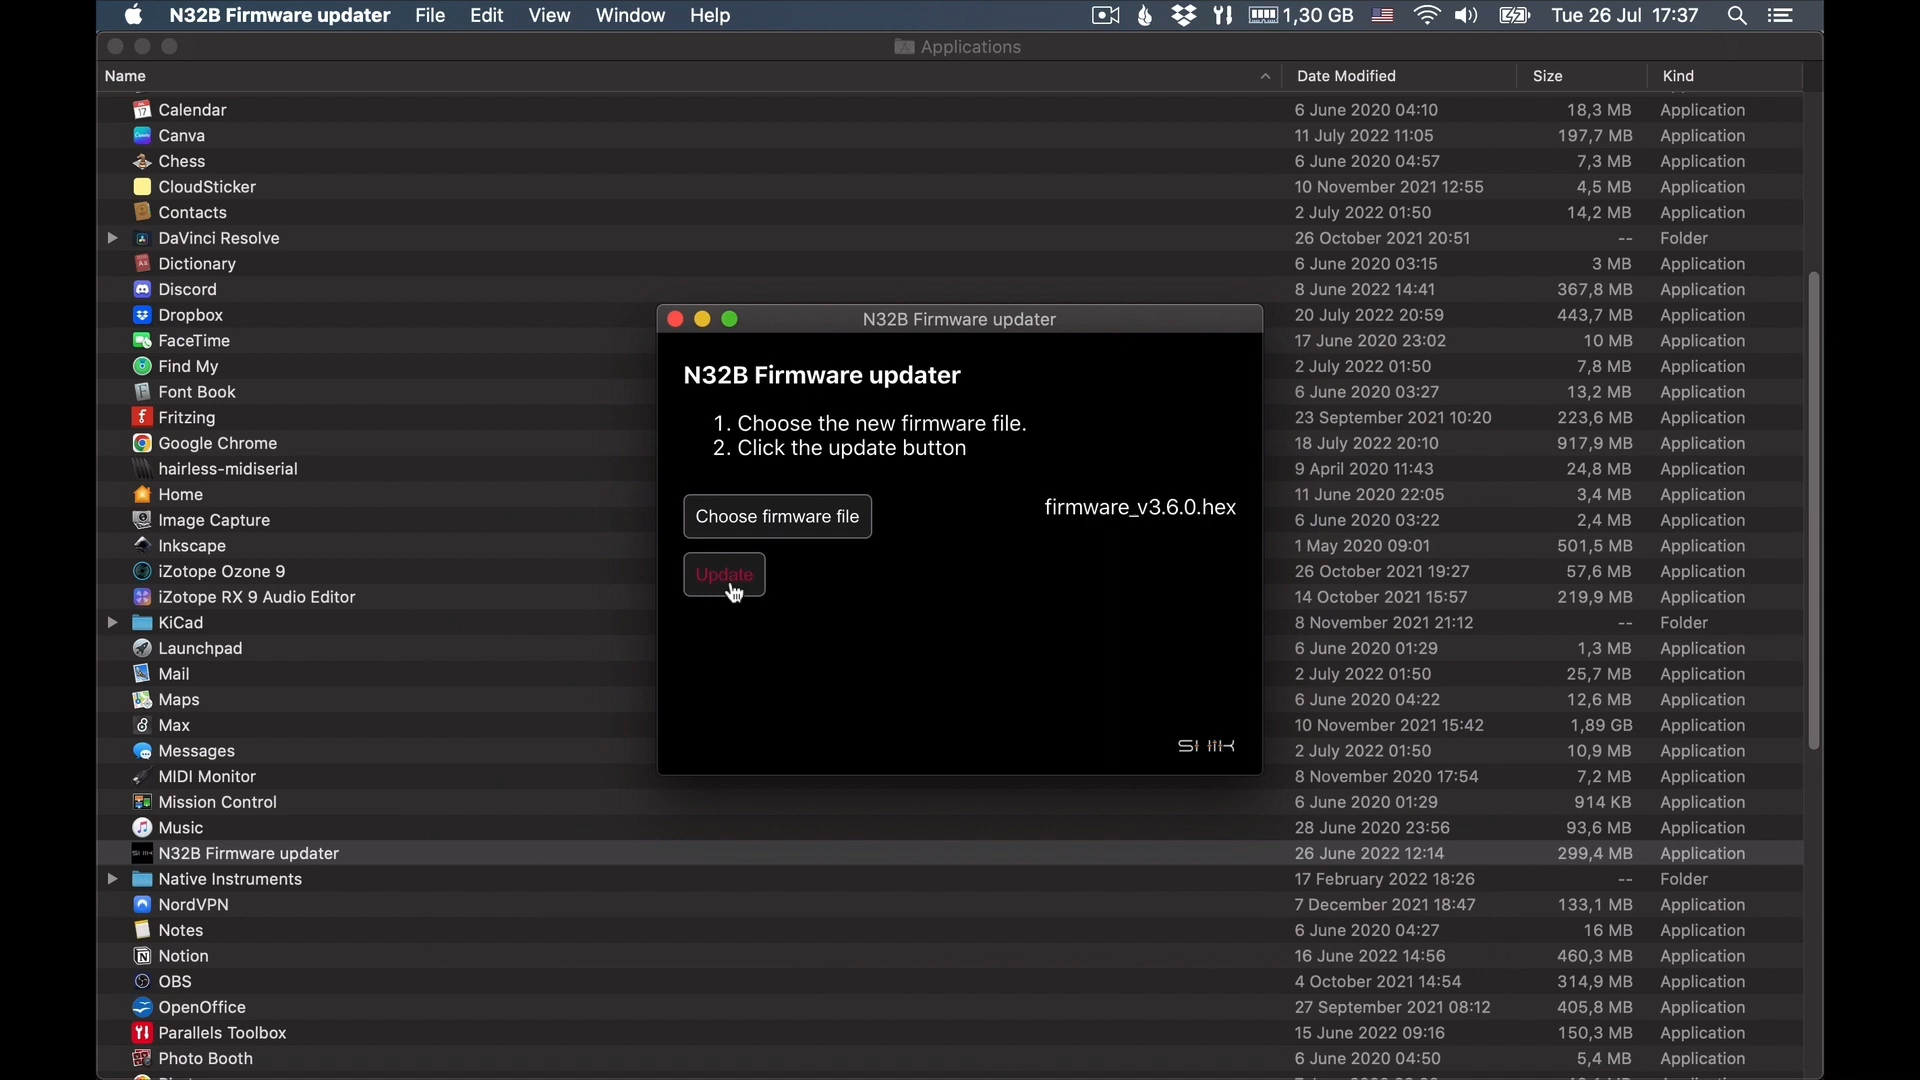 N32B Firmware updater File Edit View Window Help 1,30 GB Tue 26 Jul 17:37
Applications
Name Date Modified Size Kind
Calendar 6 June 2020 04:10 18,3 MB Application
Canva 11 July 2022 11:05 197,7 MB Application
Chess 6 June 2020 04:57 7,3 MB Application
CloudSticker 10 November 2021 12:55 4,5 MB Application
Contacts 2 July 2022 01:50 14,2 MB Application
DaVinci Resolve 26 October 2021 20:51 -- Folder
Dictionary 6 June 2020 03:15 3 MB Application
Discord 8 June 2022 14:41 367,8 MB Application
Dropbox 20 July 2022 20:59 443,7 MB Application
FaceTime 17 June 2020 23:02 10 MB Application
Find My 2 July 2022 01:50 7,8 MB Application
Font Book 6 June 2020 03:27 13,2 MB Application
Fritzing 23 September 2021 10:20 223,6 MB Application
Google Chrome 18 July 2022 20:10 917,9 MB Application
hairless-midiserial 9 April 2020 11:43 24,8 MB Application
Home 11 June 2020 22:05 3,4 MB Application
Image Capture 6 June 2020 03:22 2,4 MB Application
Inkscape 1 May 2020 09:01 501,5 MB Application
iZotope Ozone 9 26 October 2021 19:27 57,6 MB Application
iZotope RX 9 Audio Editor 14 October 2021 15:57 219,9 MB Application
KiCad 8 November 2021 21:12 -- Folder
Launchpad 6 June 2020 01:29 1,3 MB Application
Mail 2 July 2022 01:50 25,7 MB Application
Maps 6 June 2020 04:22 12,6 MB Application
Max 10 November 2021 15:42 1,89 GB Application
Messages 2 July 2022 01:50 10,9 MB Application
MIDI Monitor 8 November 2020 17:54 7,2 MB Application
Mission Control 6 June 2020 01:29 914 KB Application
Music 28 June 2020 23:56 93,6 MB Application
N32B Firmware updater 26 June 2022 12:14 299,4 MB Application
Native Instruments 17 February 2022 18:26 -- Folder
NordVPN 7 December 2021 18:47 133,1 MB Application
Notes 6 June 2020 04:27 16 MB Application
Notion 16 June 2022 14:56 460,3 MB Application
OBS 4 October 2021 14:54 314,9 MB Application
OpenOffice 27 September 2021 08:12 405,8 MB Application
Parallels Toolbox 15 June 2022 09:16 150,3 MB Application
Photo Booth 6 June 2020 04:50 5,4 MB Application
N32B Firmware updater
N32B Firmware updater
1. Choose the new firmware file.
2. Click the update button
Choose firmware file firmware_v3.6.0.hex
Update